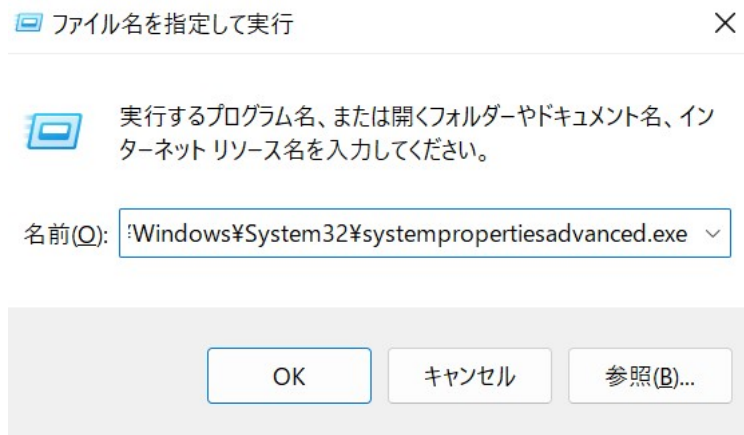 ファイル名を指定して実行
実行するプログラム名、または開くフォルダーやドキュメント名、イン
ターネット リソース名を入力してください。
名前(O): Windows¥System32¥systempropertiesadvanced.exe
OK キャンセル 参照(B)...